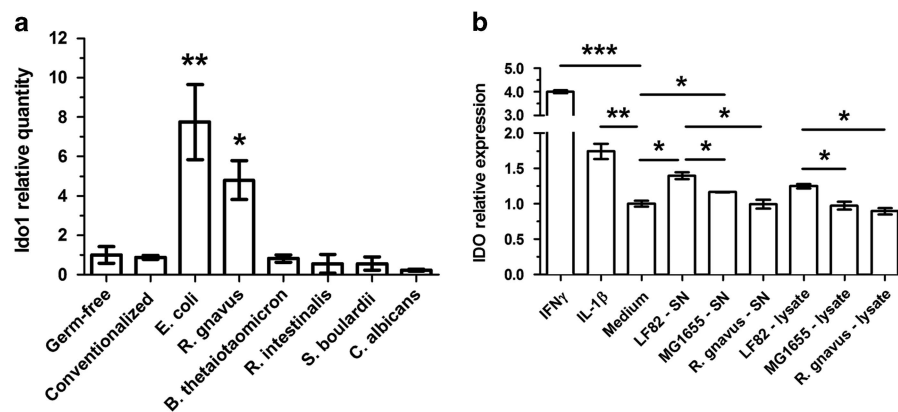 a
Ido1 relative quantity
12
10
8
6
4
2
0
**
*
Germ-free
Conventionalized
E. coli
R. gnavus
B. thetaiotaomicron
R. intestinalis
S. boulardii
C. albicans
b
IDO relative expression
5.0
4.0
3.0
2.0
1.5
1.0
0.5
0.0
***
*
**
*
*
*
*
*
IFNγ
IL-1β
Medium
LF82 - SN
MG1655 - SN
R. gnavus - SN
LF82 - lysate
MG1655 - lysate
R. gnavus - lysate